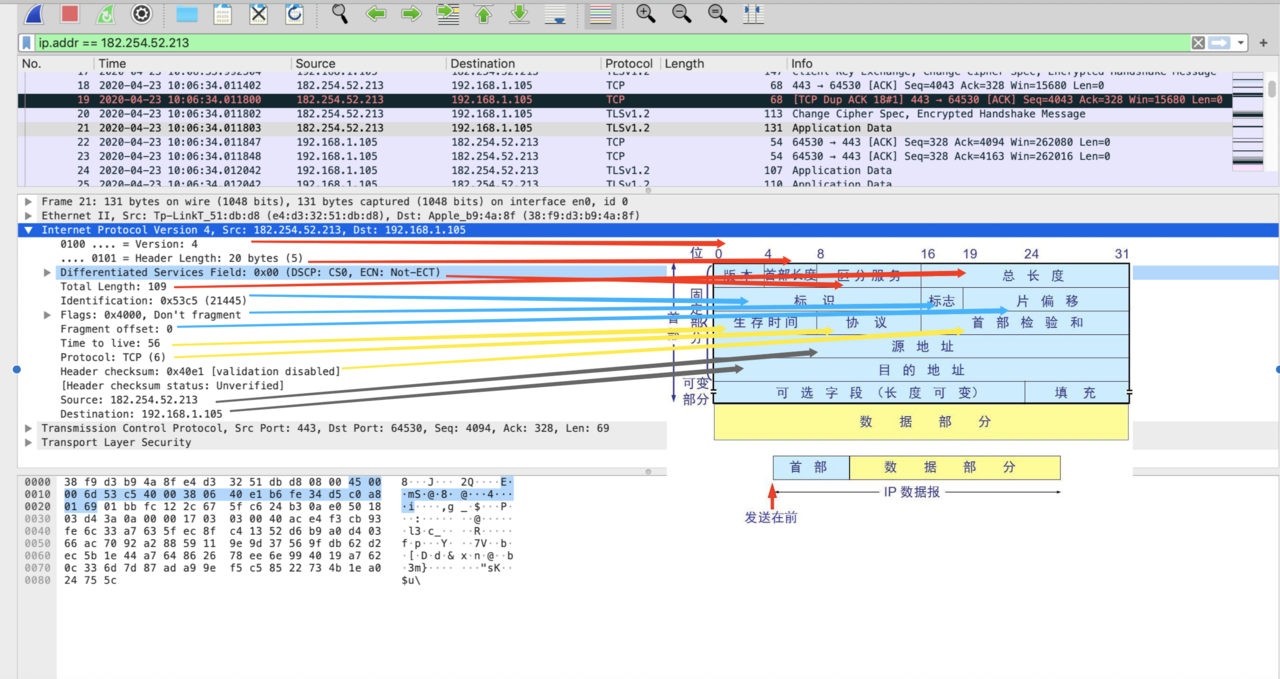 ip.addr == 182.254.52.213
No. Time Source Destination Protocol Length Info
17 2020-04-23 10:06:33.992564 192.168.1.105 182.254.52.213 TLSv1.2 147 Client Key Exchange, Change Cipher Spec, Encrypted Handshake Message
18 2020-04-23 10:06:34.011402 182.254.52.213 192.168.1.105 TCP 68 443 → 64530 [ACK] Seq=4043 Ack=328 Win=15680 Len=0
19 2020-04-23 10:06:34.011800 182.254.52.213 192.168.1.105 TCP 68 [TCP Dup ACK 18#1] 443 → 64530 [ACK] Seq=4043 Ack=328 Win=15680 Len=0
20 2020-04-23 10:06:34.011802 182.254.52.213 192.168.1.105 TLSv1.2 113 Change Cipher Spec, Encrypted Handshake Message
21 2020-04-23 10:06:34.011803 182.254.52.213 192.168.1.105 TLSv1.2 131 Application Data
22 2020-04-23 10:06:34.011847 192.168.1.105 182.254.52.213 TCP 54 64530 → 443 [ACK] Seq=328 Ack=4094 Win=262080 Len=0
23 2020-04-23 10:06:34.011848 192.168.1.105 182.254.52.213 TCP 54 64530 → 443 [ACK] Seq=328 Ack=4163 Win=262016 Len=0
24 2020-04-23 10:06:34.012042 192.168.1.105 182.254.52.213 TLSv1.2 107 Application Data
25 2020-04-23 10:06:34.012042 192.168.1.105 182.254.52.213 TLSv1.2 110 Application Data
Frame 21: 131 bytes on wire (1048 bits), 131 bytes captured (1048 bits) on interface en0, id 0
Ethernet II, Src: Tp-LinkT_51:db:d8 (e4:d3:32:51:db:d8), Dst: Apple_b9:4a:8f (38:f9:d3:b9:4a:8f)
Internet Protocol Version 4, Src: 182.254.52.213, Dst: 192.168.1.105
0100 .... = Version: 4
.... 0101 = Header Length: 20 bytes (5)
Differentiated Services Field: 0x00 (DSCP: CS0, ECN: Not-ECT)
Total Length: 109
Identification: 0x53c5 (21445)
Flags: 0x4000, Don't fragment
Fragment offset: 0
Time to live: 56
Protocol: TCP (6)
Header checksum: 0x40e1 [validation disabled]
[Header checksum status: Unverified]
Source: 182.254.52.213
Destination: 192.168.1.105
Transmission Control Protocol, Src Port: 443, Dst Port: 64530, Seq: 4094, Ack: 328, Len: 69
Transport Layer Security
位 0 4 8 16 19 24 31
版本 首部长度 区分服务 总长度
标识 标志 片偏移
生存时间 协议 首部检验和
源地址
目的地址
可选字段（长度可变） 填充
首部
固定部分
可变部分
数据部分
首部 数据部分
IP 数据报
发送在前
0000 38 f9 d3 b9 4a 8f e4 d3 32 51 db d8 08 00 45 00 8···J··· 2Q····E·
0010 00 6d 53 c5 40 00 38 06 40 e1 b6 fe 34 d5 c0 a8 ·mS·@·8· @···4···
0020 01 69 01 bb fc 12 2c 67 5f c6 24 b3 0a e0 50 18 ·i····,g _·$···P·
0030 03 d4 3a 0a 00 00 17 03 03 00 40 ac e4 f3 cb 93 ··:····· ··@·····
0040 fe 6c 33 a7 63 5f ec 8f c4 13 52 d6 b9 a0 d4 03 ·l3·c_·· ··R·····
0050 66 ac 70 92 a2 88 59 11 9e 9d 37 56 9f db 62 d2 f·p···Y· ··7V··b·
0060 ec 5b 1e 44 a7 64 86 26 78 ee 6e 99 40 19 a7 62 ·[·D·d·& x·n·@··b
0070 0c 33 6d 7d 87 ad a9 9e f5 c5 85 22 73 4b 1e a0 ·3m}···· ···"sK··
0080 24 75 5c $u\